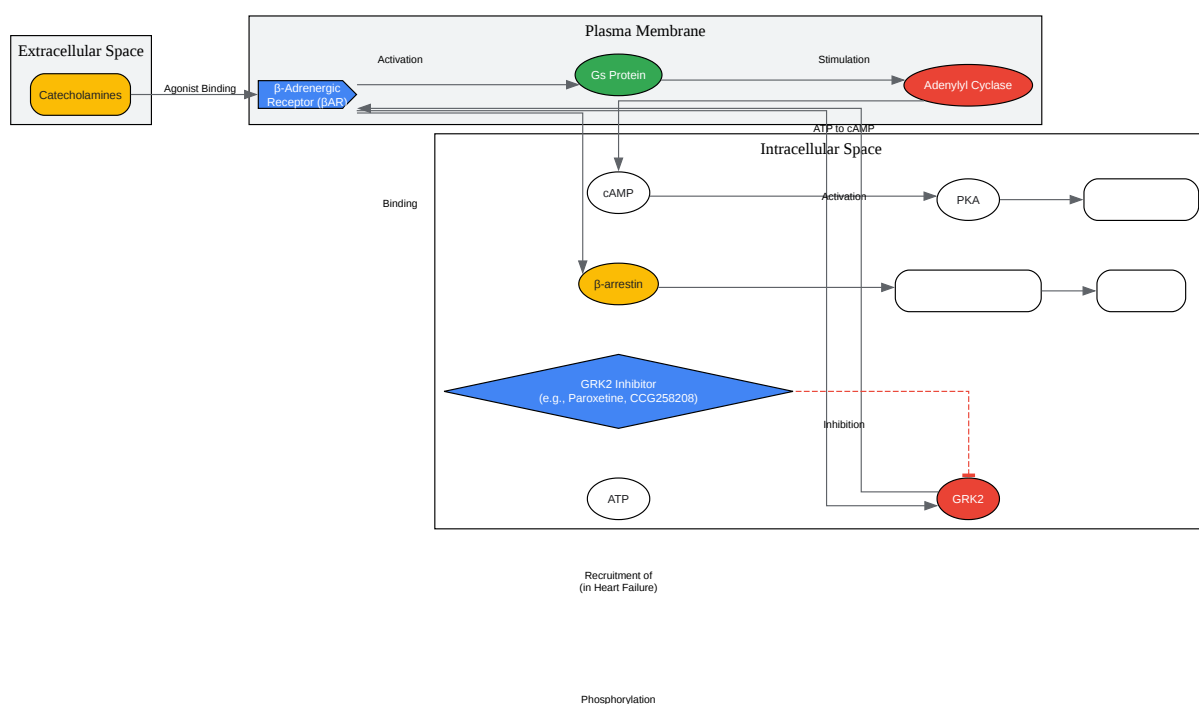 Plasma Membrane
Extracellular Space
Activation
Stimulation
Gs Protein
Catecholamines
Agonist Binding
β-Adrenergic
Receptor (βAR)
Adenylyl Cyclase
ATP to cAMP
Intracellular Space
cAMP
Activation
PKA
Binding
β-arrestin
GRK2 Inhibitor
(e.g., Paroxetine, CCG258208)
Inhibition
ATP
GRK2
Recruitment of
(in Heart Failure)
Phosphorylation